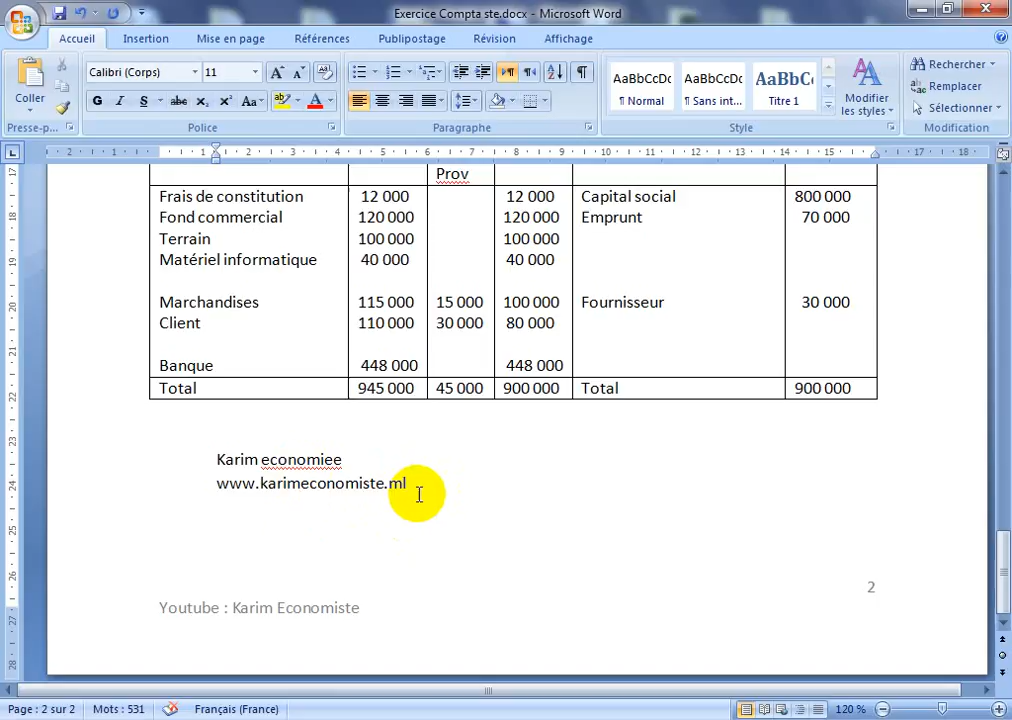 Exercice Compta ste.docx - Microsoft Word
Accueil Insertion Mise en page Références Publipostage Révision Affichage
Coller
Calibri (Corps) 11
AaBbCcDc AaBbCcDc AaBbC
¶ Normal ¶ Sans int... Titre 1
Modifier les styles
Rechercher
Remplacer
Sélectionner
Presse-p... Police Paragraphe Style Modification
Prov
Frais de constitution 12 000 12 000 Capital social 800 000
Fond commercial 120 000 120 000 Emprunt 70 000
Terrain 100 000 100 000
Matériel informatique 40 000 40 000
Marchandises 115 000 15 000 100 000 Fournisseur 30 000
Client 110 000 30 000 80 000
Banque 448 000 448 000
Total 945 000 45 000 900 000 Total 900 000
Karim economiee
www.karimeconomiste.ml
2
Youtube : Karim Economiste
Page : 2 sur 2 Mots : 531 Français (France) 120 %